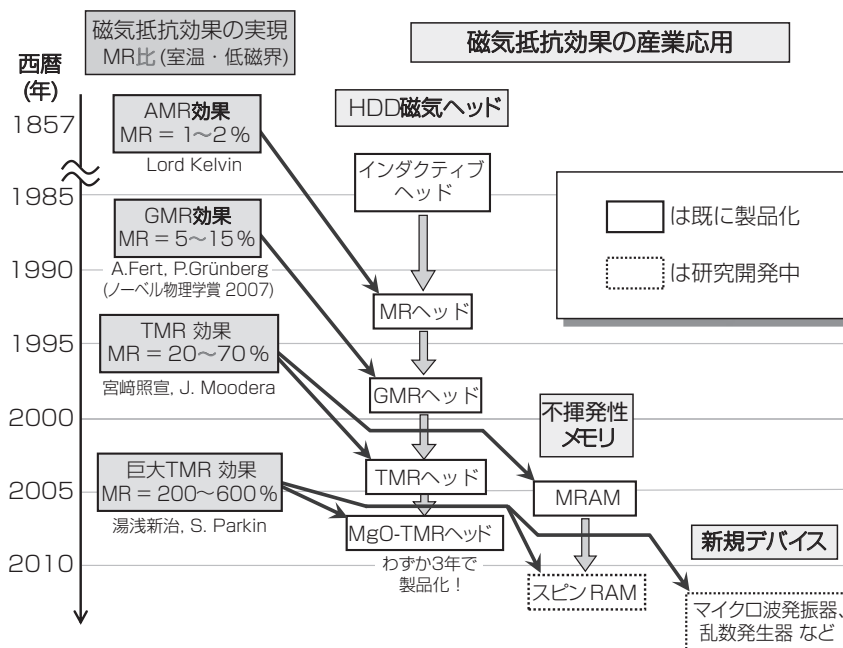 磁気抵抗効果の実現
MR比 (室温・低磁界)
磁気抵抗効果の産業応用
西暦
(年)
1857
1985
1990
1995
2000
2005
2010
AMR効果
MR = 1〜2 %
Lord Kelvin
GMR効果
MR = 5〜15 %
A.Fert, P.Grünberg
(ノーベル物理学賞 2007)
TMR 効果
MR = 20〜70 %
宮﨑照宣, J. Moodera
巨大TMR 効果
MR = 200〜600 %
湯浅新治, S. Parkin
HDD磁気ヘッド
インダクティブ
ヘッド
MRヘッド
GMRヘッド
TMRヘッド
MgO-TMRヘッド
わずか3年で
製品化！
不揮発性
メモリ
MRAM
スピン RAM
新規デバイス
マイクロ波発振器、
乱数発生器 など
は既に製品化
は研究開発中